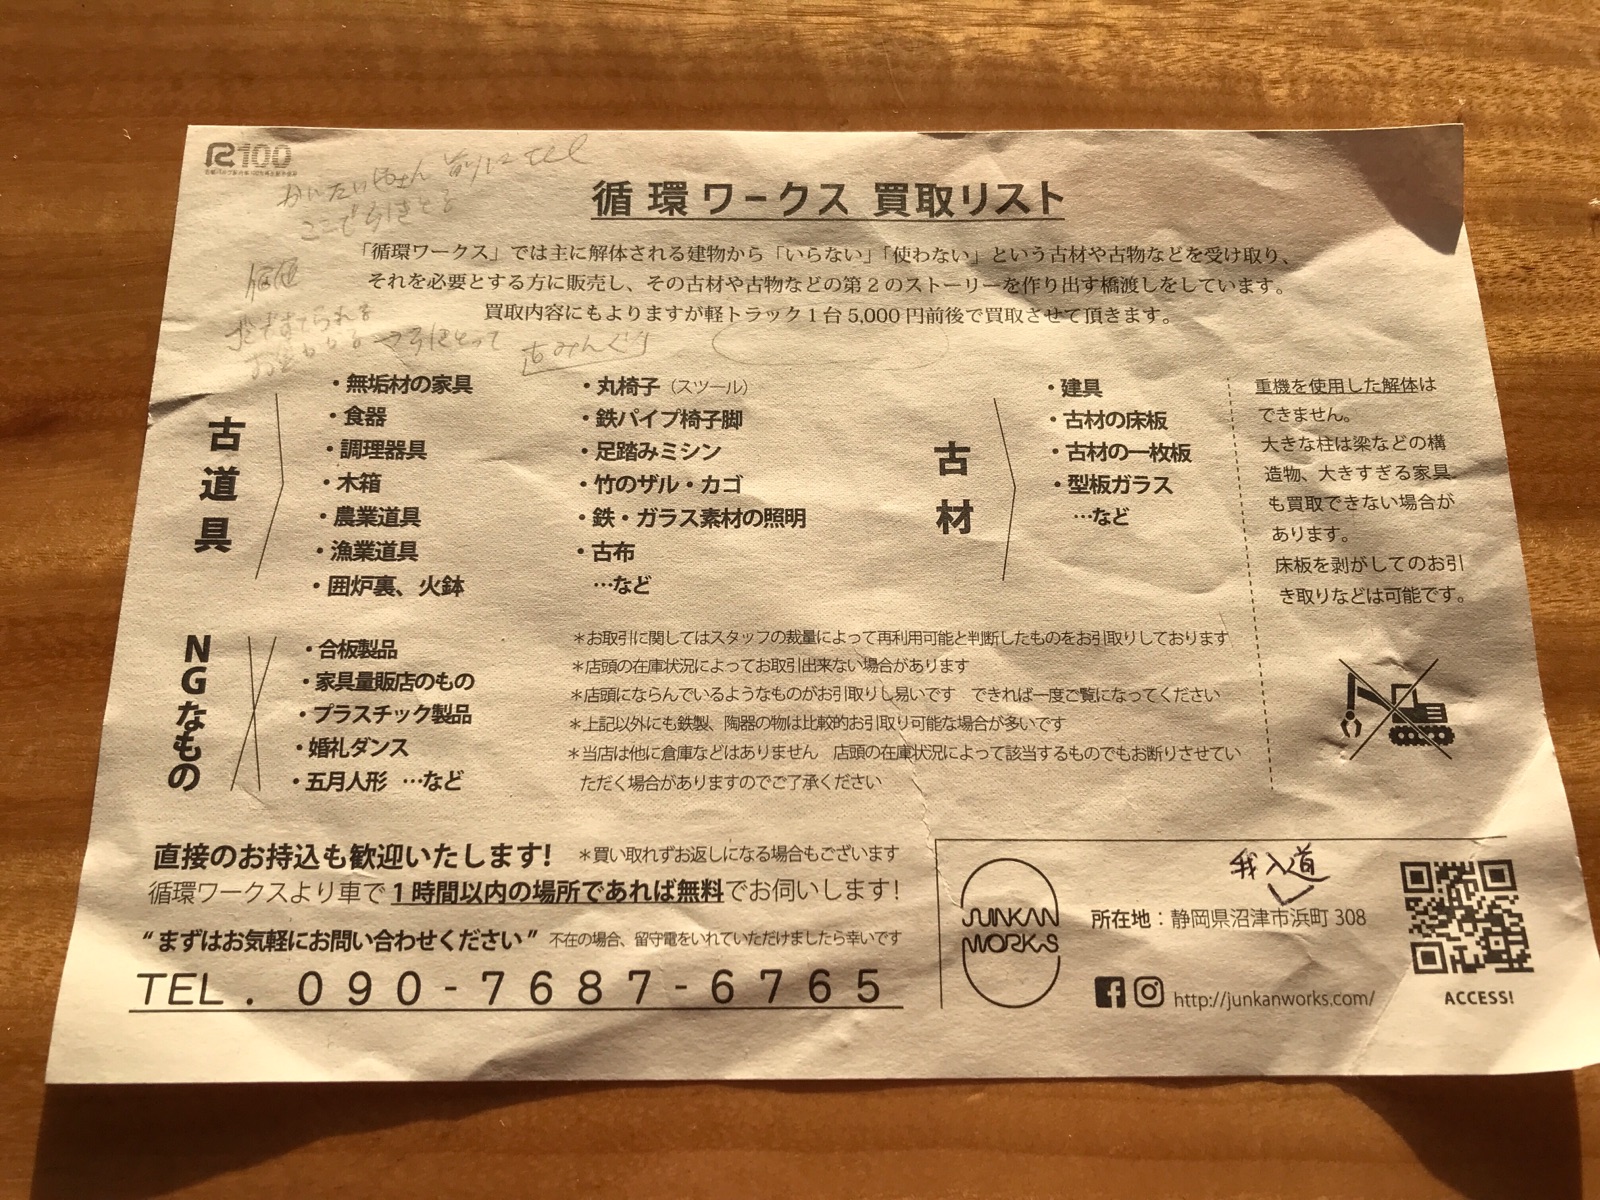 R100
かいたいじょん 前に tel
ここで引きとる
循環ワークス 買取リスト
「循環ワークス」では主に解体される建物から「いらない」「使わない」という古材や古物などを受け取り、
それを必要とする方に販売し、その古材や古物などの第2のストーリーを作り出す橋渡しをしています。
買取内容にもよりますが軽トラック1台5,000円前後で買取させて頂きます。
古道具
・無垢材の家具
・食器
・調理器具
・木箱
・農業道具
・漁業道具
・囲炉裏、火鉢
・丸椅子（スツール）
・鉄パイプ椅子脚
・足踏みミシン
・竹のザル・カゴ
・鉄・ガラス素材の照明
・古布
…など
古材
・建具
・古材の床板
・古材の一枚板
・型板ガラス
…など
重機を使用した解体は
できません。
大きな柱は梁などの構
造物、大きすぎる家具
も買取できない場合が
あります。
床板を剥がしてのお引
き取りなどは可能です。
NGなもの
・合板製品
・家具量販店のもの
・プラスチック製品
・婚礼ダンス
・五月人形 …など
＊お取引に関してはスタッフの裁量によって再利用可能と判断したものをお引取りしております
＊店頭の在庫状況によってお取引出来ない場合があります
＊店頭にならんでいるようなものがお引取りし易いです できれば一度ご覧になってください
＊上記以外にも鉄製、陶器の物は比較的お引取り可能な場合が多いです
＊当店は他に倉庫などはありません 店頭の在庫状況によって該当するものでもお断りさせてい
ただく場合がありますのでご了承ください
直接のお持込も歓迎いたします! ＊買い取れずお返しになる場合もございます
循環ワークスより車で1時間以内の場所であれば無料でお伺いします!
“まずはお気軽にお問い合わせください” 不在の場合、留守電をいれていただけましたら幸いです
TEL. 090-7687-6765
JUNKAN
WORKS
我入道
所在地：静岡県沼津市浜町308
http://junkanworks.com/
ACCESS!